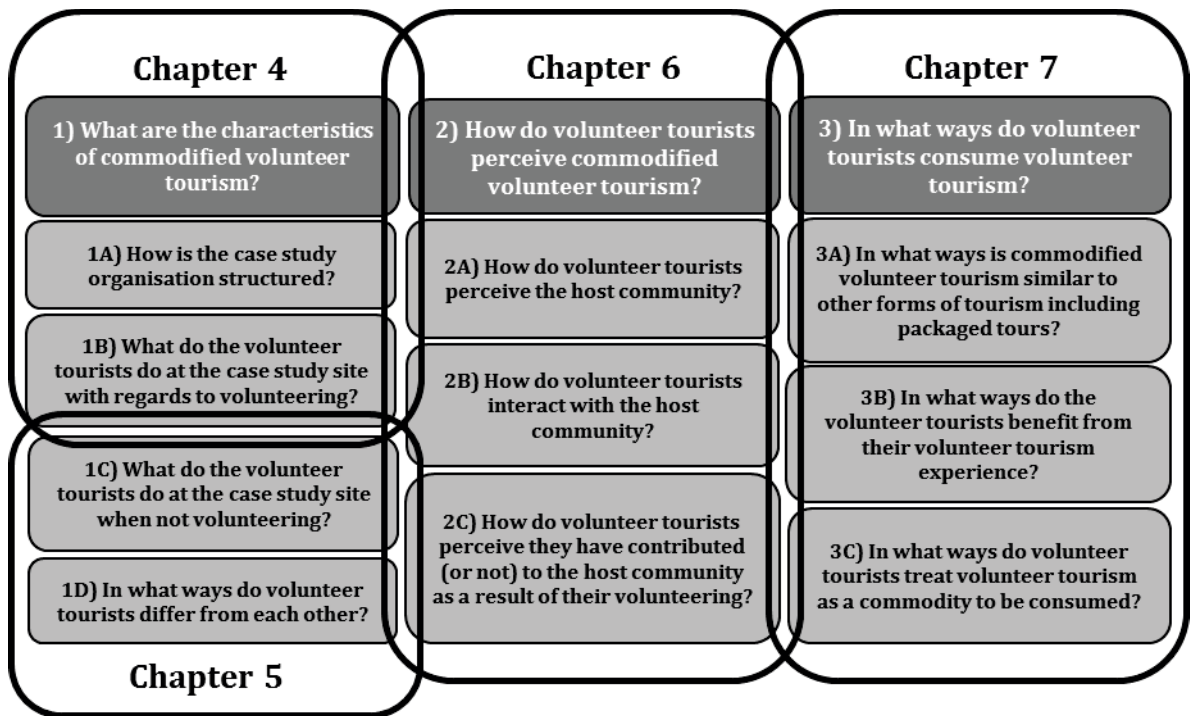 Chapter 4
1) What are the characteristics
of commodified volunteer
tourism?
1A) How is the case study
organisation structured?
1B) What do the volunteer
tourists do at the case study site
with regards to volunteering?
1C) What do the volunteer
tourists do at the case study site
when not volunteering?
1D) In what ways do volunteer
tourists differ from each other?
Chapter 5
Chapter 6
2) How do volunteer tourists
perceive commodified
volunteer tourism?
2A) How do volunteer tourists
perceive the host community?
2B) How do volunteer tourists
interact with the host
community?
2C) How do volunteer tourists
perceive they have contributed
(or not) to the host community
as a result of their volunteering?
Chapter 7
3) In what ways do volunteer
tourists consume volunteer
tourism?
3A) In what ways is commodified
volunteer tourism similar to
other forms of tourism including
packaged tours?
3B) In what ways do the
volunteer tourists benefit from
their volunteer tourism
experience?
3C) In what ways do volunteer
tourists treat volunteer tourism
as a commodity to be consumed?